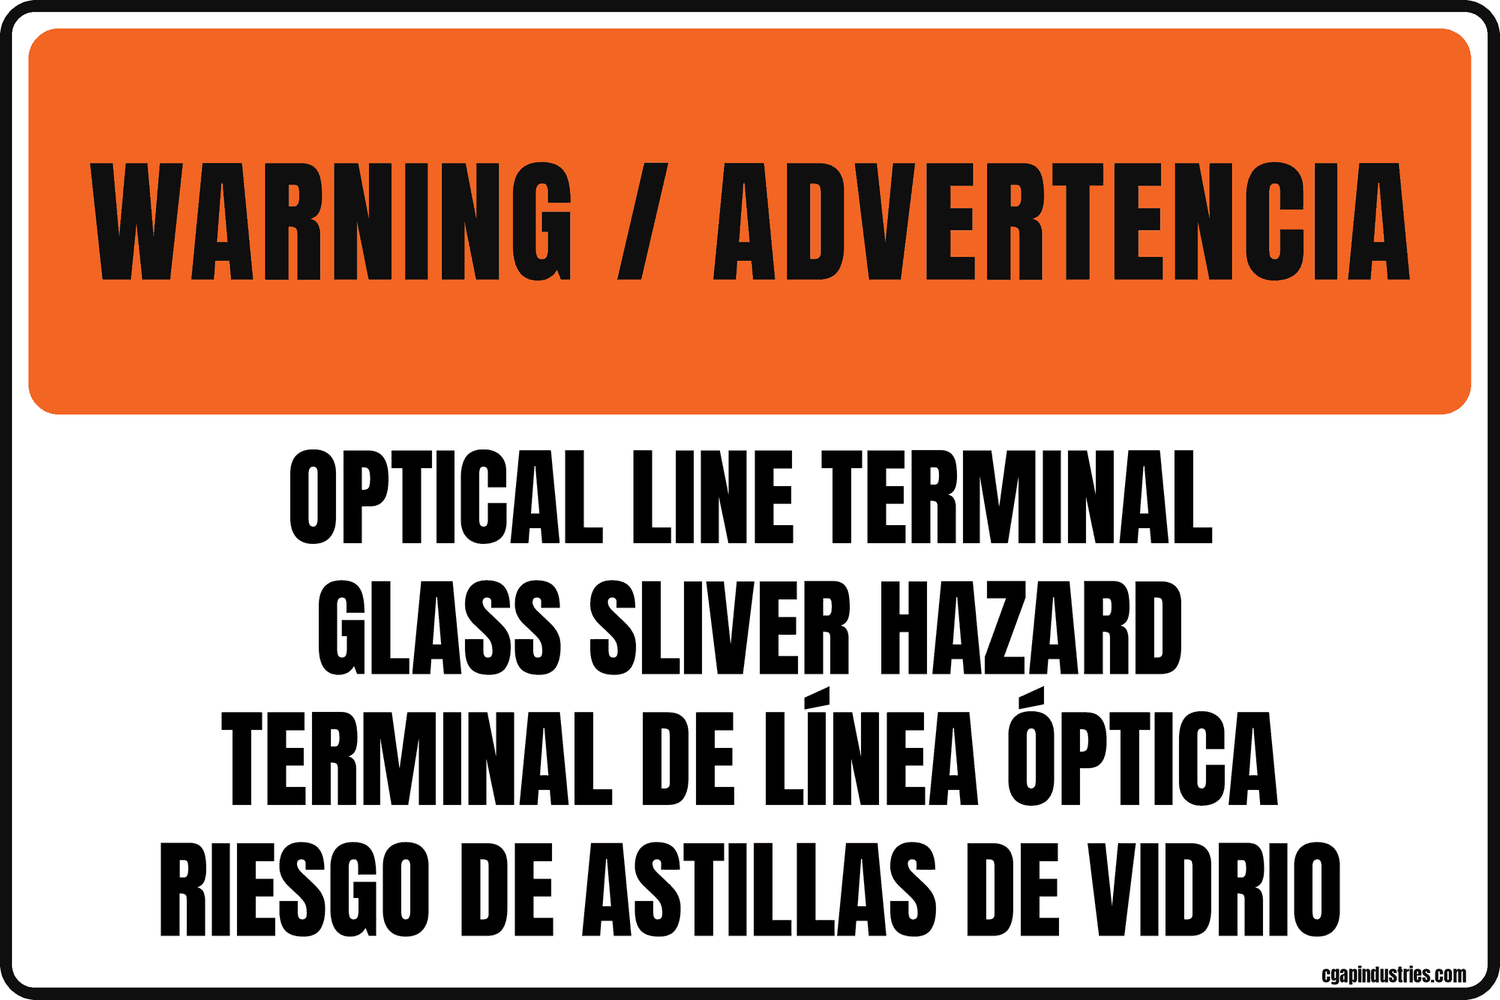 WARNING / ADVERTENCIA
OPTICAL LINE TERMINAL
GLASS SLIVER HAZARD
TERMINAL DE LÍNEA ÓPTICA
RIESGO DE ASTILLAS DE VIDRIO
cgapindustries.com